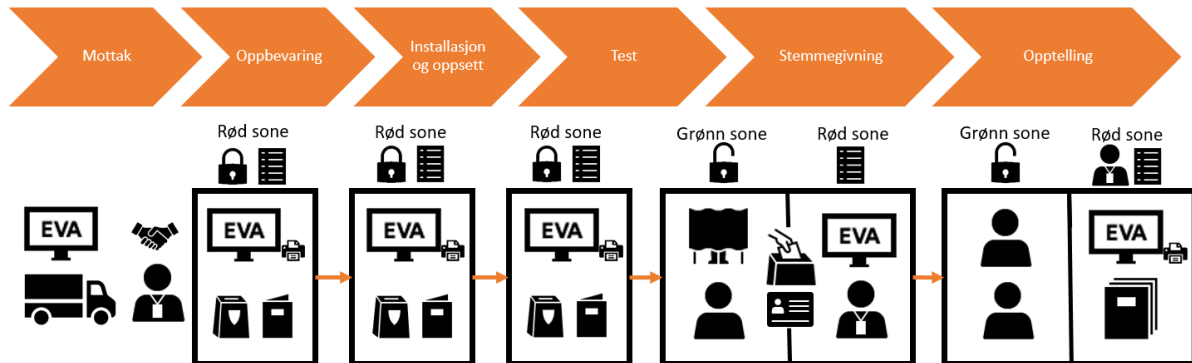 Mottak
Oppbevaring
Installasjon
og oppsett
Test
Stemmegivning
Opptelling
Rød sone
Rød sone
Rød sone
Grønn sone
Rød sone
Grønn sone
Rød sone
EVA
EVA
EVA
EVA
EVA
EVA